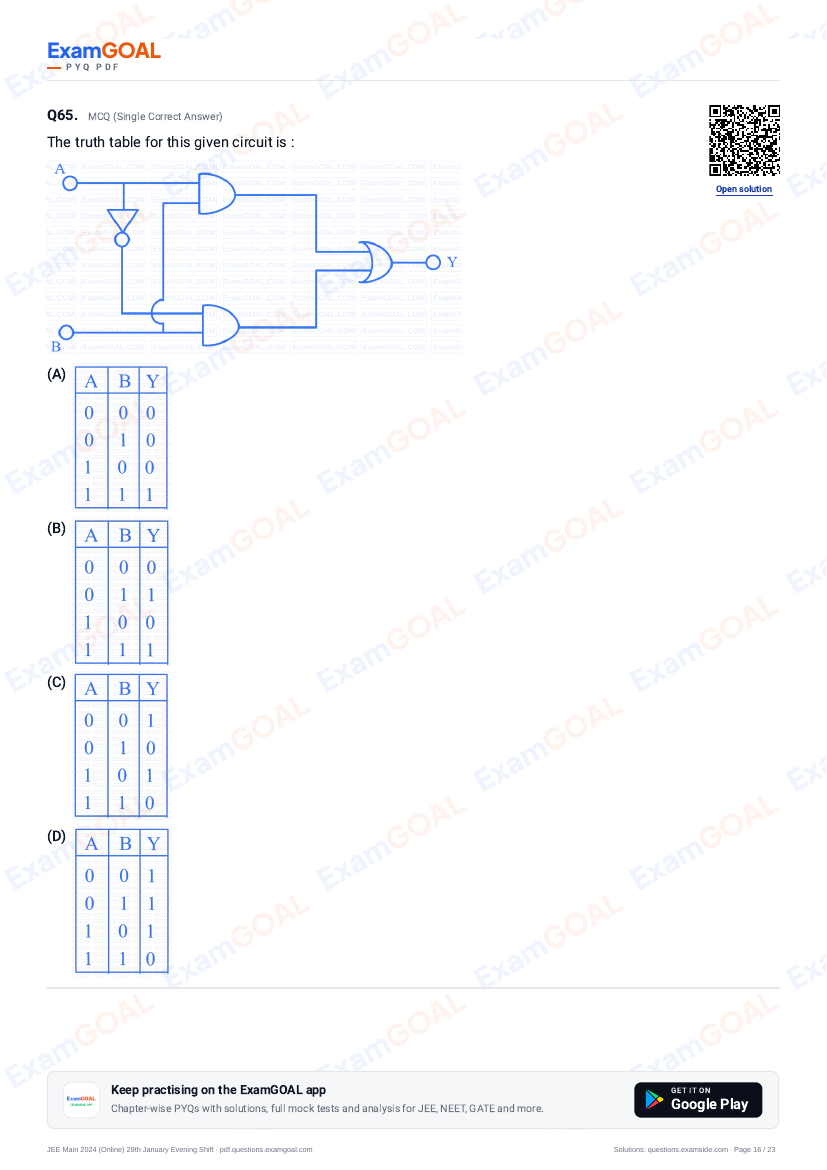 ExamGOAL
PYQ PDF
Q65. MCQ (Single Correct Answer)
The truth table for this given circuit is :
Open solution
A
Y
B
(A)
A B Y
0 0 0
0 1 0
1 0 0
1 1 1
(B)
A B Y
0 0 0
0 1 1
1 0 0
1 1 1
(C)
A B Y
0 0 1
0 1 0
1 0 1
1 1 0
(D)
A B Y
0 0 1
0 1 1
1 0 1
1 1 0
Keep practising on the ExamGOAL app
Chapter-wise PYQs with solutions, full mock tests and analysis for JEE, NEET, GATE and more.
GET IT ON
Google Play
JEE Main 2024 (Online) 29th January Evening Shift · pdf.questions.examgoal.com
Solutions: questions.examside.com · Page 16 / 23